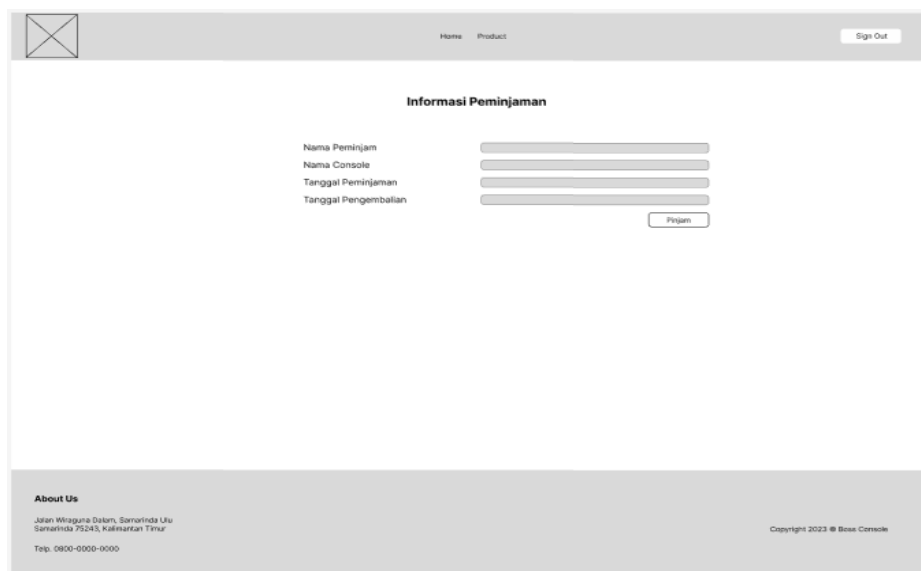 Home Product Sign Out
Informasi Peminjaman
Nama Peminjam
Nama Console
Tanggal Peminjaman
Tanggal Pengembalian
Pinjam
About Us
Jalan Wiraguna Dalam, Samarinda Ulu
Samarinda 75243, Kalimantan Timur
Telp. 0800-0000-0000
Copyright 2023 © Boss Console